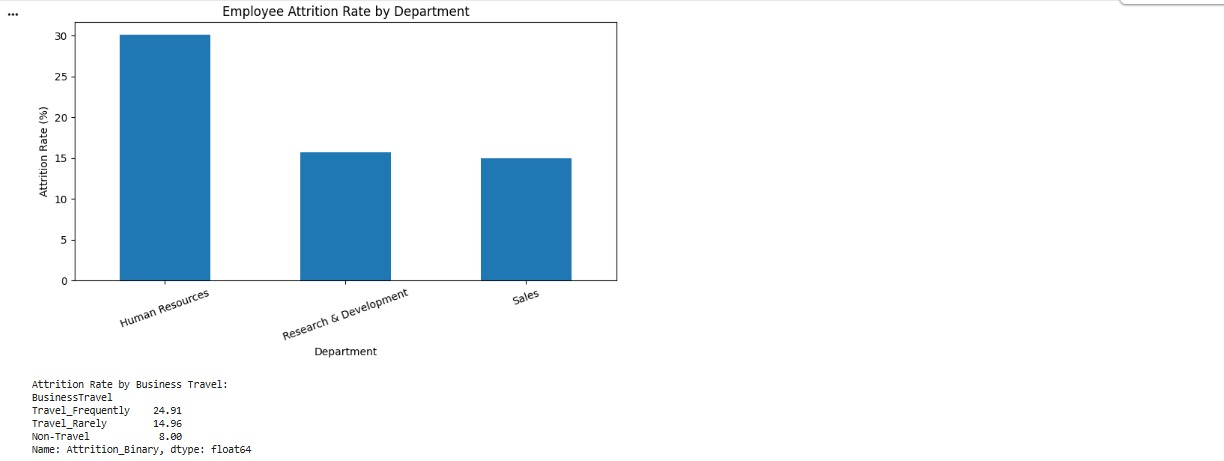 ...
Employee Attrition Rate by Department
30
25
20
15
10
5
0
Attrition Rate (%)
Human Resources
Research & Development
Sales
Department
Attrition Rate by Business Travel:
BusinessTravel
Travel_Frequently    24.91
Travel_Rarely        14.96
Non-Travel            8.00
Name: Attrition_Binary, dtype: float64